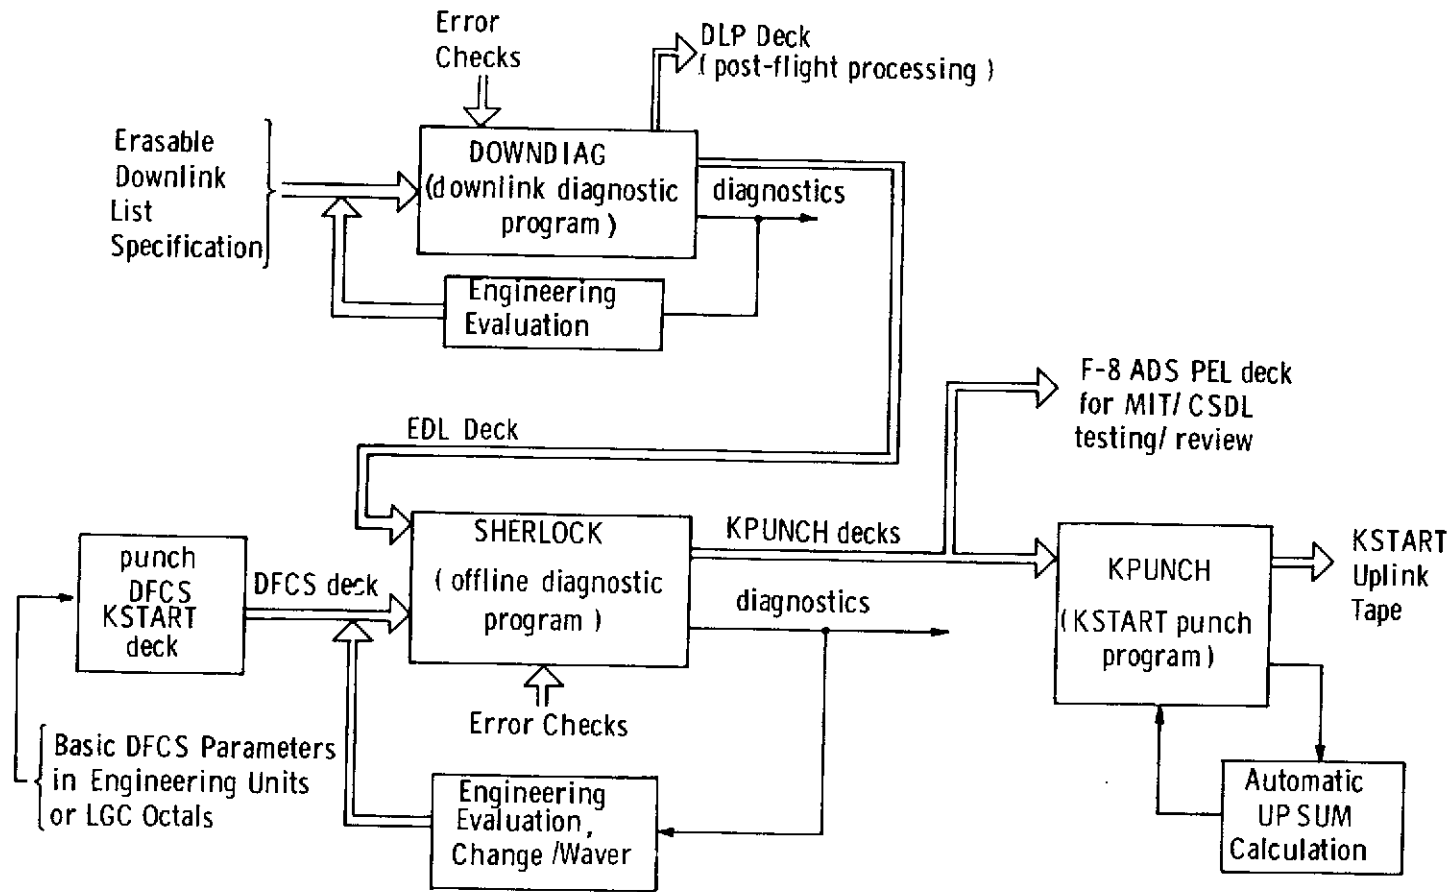 Error
Checks
DLP Deck
( post-flight processing )
Erasable
Downlink
List
Specification
DOWNDIAG
(downlink diagnostic
program)
diagnostics
Engineering
Evaluation
F-8 ADS PEL deck
for MIT/ CSDL
testing/ review
EDL Deck
punch
DFCS
KSTART
deck
DFCS deck
SHERLOCK
( offline diagnostic
program )
KPUNCH decks
diagnostics
KPUNCH
(KSTART punch
program)
KSTART
Uplink
Tape
Error Checks
Basic DFCS Parameters
in Engineering Units
or LGC Octals
Engineering
Evaluation,
Change /Waver
Automatic
UP SUM
Calculation